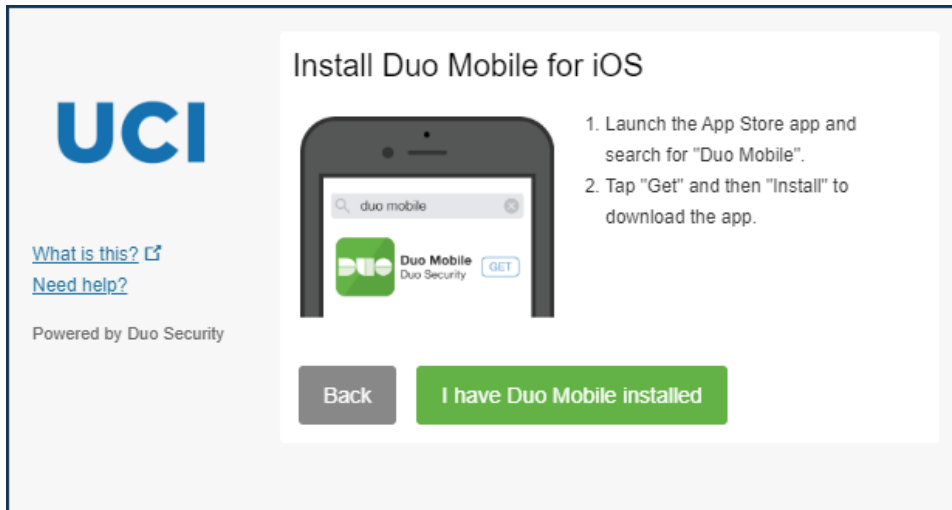 UCI
What is this?
Need help?
Powered by Duo Security
Install Duo Mobile for iOS
duo mobile
DUO
Duo Mobile
Duo Security
GET
1. Launch the App Store app and
search for "Duo Mobile".
2. Tap "Get" and then "Install" to
download the app.
Back
I have Duo Mobile installed